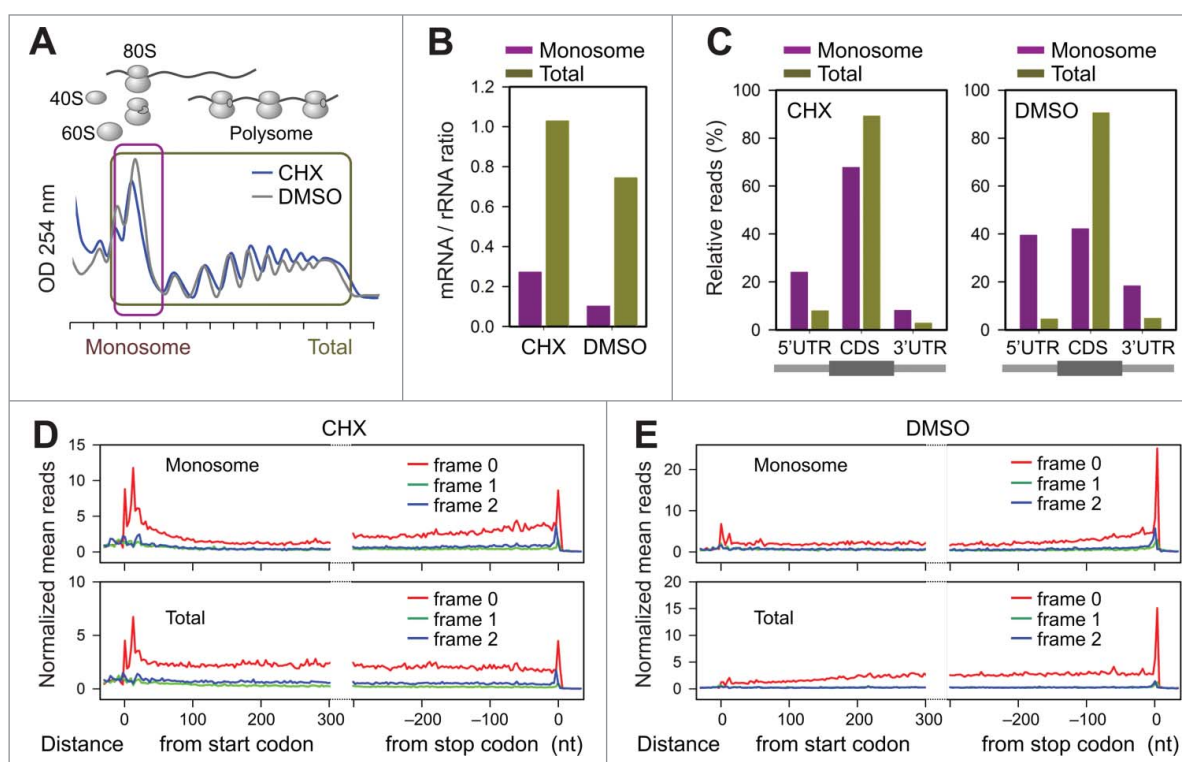 A
80S
40S
60S
Polysome
CHX
DMSO
OD 254 nm
Monosome Total
B
Monosome
Total
mRNA / rRNA ratio
1.2
1.0
0.8
0.6
0.4
0.2
0.0
CHX DMSO
C
Monosome
Total
Monosome
Total
Relative reads (%)
100
80
60
40
20
0
CHX
5'UTR CDS 3'UTR
100
80
60
40
20
0
DMSO
5'UTR CDS 3'UTR
D
CHX
Normalized mean reads
15
10
5
0
Monosome
frame 0
frame 1
frame 2
10
5
0
Total
frame 0
frame 1
frame 2
0 100 200 300 −200 −100 0
Distance from start codon from stop codon (nt)
E
DMSO
Normalized mean reads
20
10
0
Monosome
frame 0
frame 1
frame 2
20
15
10
5
0
Total
frame 0
frame 1
frame 2
0 100 200 300 −200 −100 0
Distance from start codon from stop codon (nt)